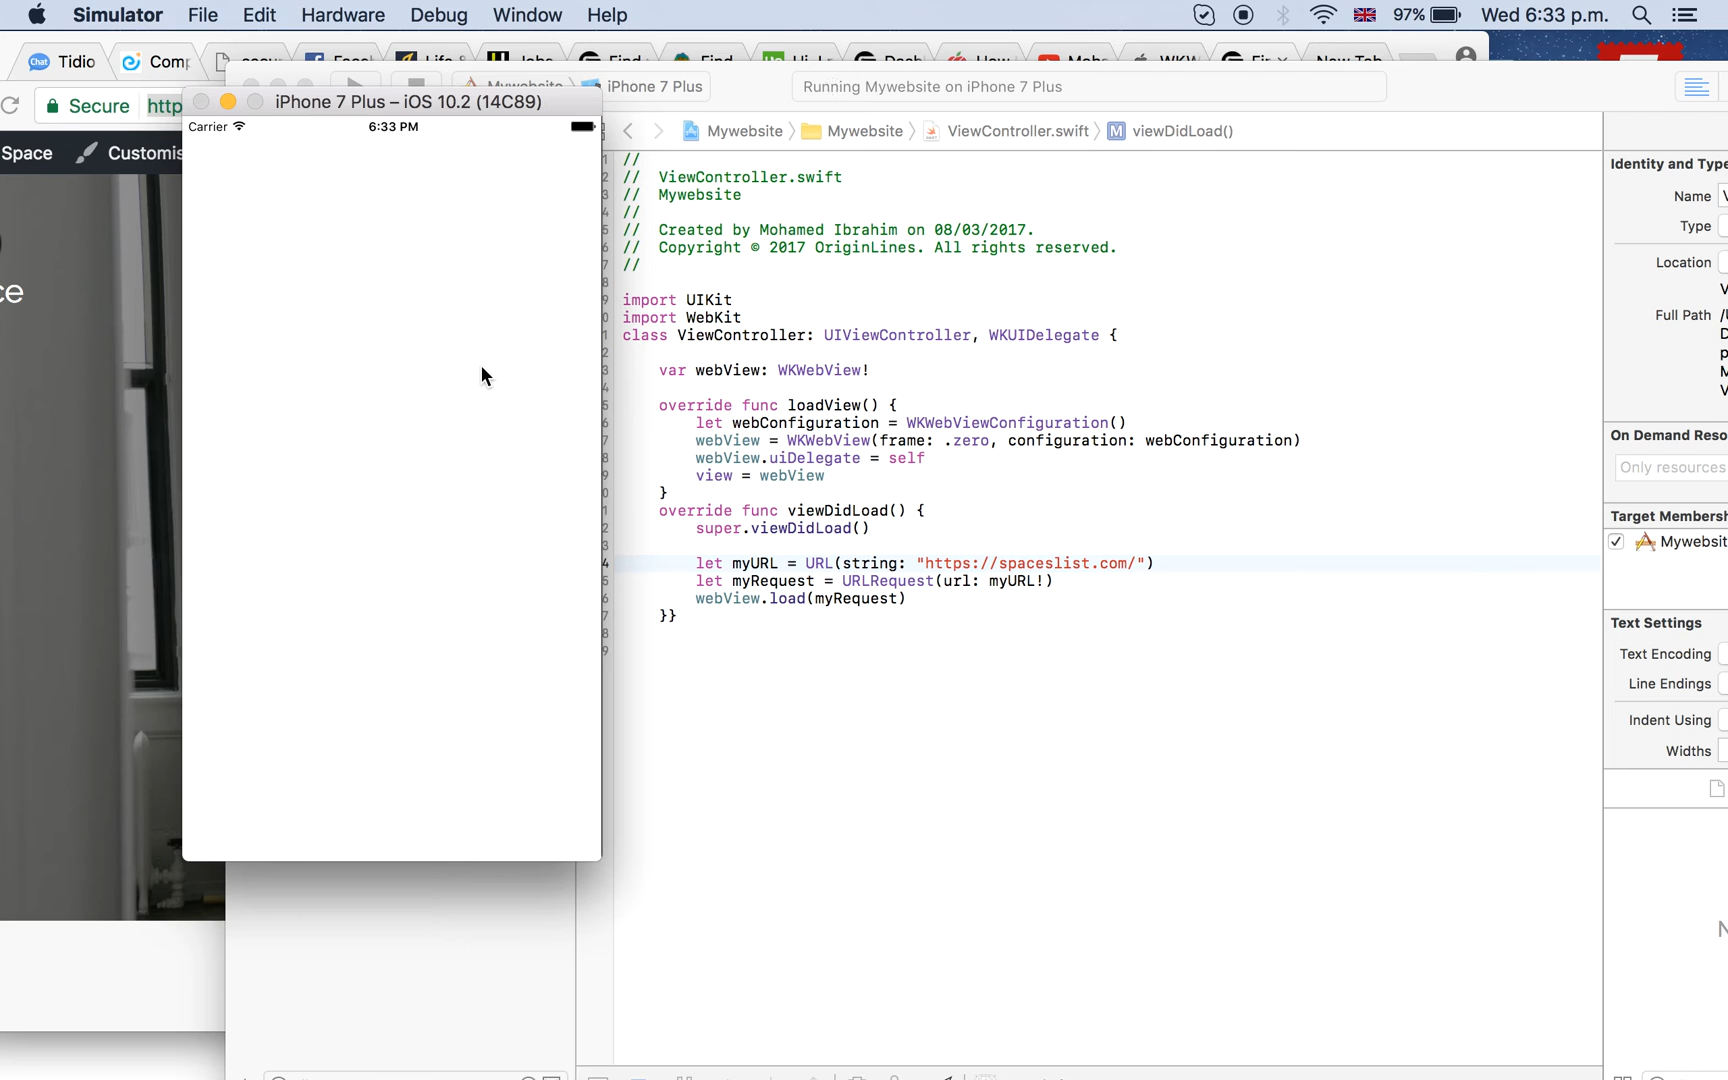 Simulator File Edit Hardware Debug Window Help 97% Wed 6:33 p.m.
Chat Tidio
Mywebsite iPhone 7 Plus Running Mywebsite on iPhone 7 Plus
Secure http
iPhone 7 Plus – iOS 10.2 (14C89)
Carrier 6:33 PM
Mywebsite Mywebsite ViewController.swift M viewDidLoad()
Space Customis
ce
//
// ViewController.swift
// Mywebsite
//
// Created by Mohamed Ibrahim on 08/03/2017.
// Copyright © 2017 OriginLines. All rights reserved.
//
import UIKit
import WebKit
class ViewController: UIViewController, WKUIDelegate {
var webView: WKWebView!
override func loadView() {
let webConfiguration = WKWebViewConfiguration()
webView = WKWebView(frame: .zero, configuration: webConfiguration)
webView.uiDelegate = self
view = webView
}
override func viewDidLoad() {
super.viewDidLoad()
let myURL = URL(string: "https://spaceslist.com/")
let myRequest = URLRequest(url: myURL!)
webView.load(myRequest)
}}
Identity and Type
Name V
Type
Location
Full Path
On Demand Reso
Only resources
Target Membersh
Mywebsit
Text Settings
Text Encoding
Line Endings
Indent Using
Widths
N